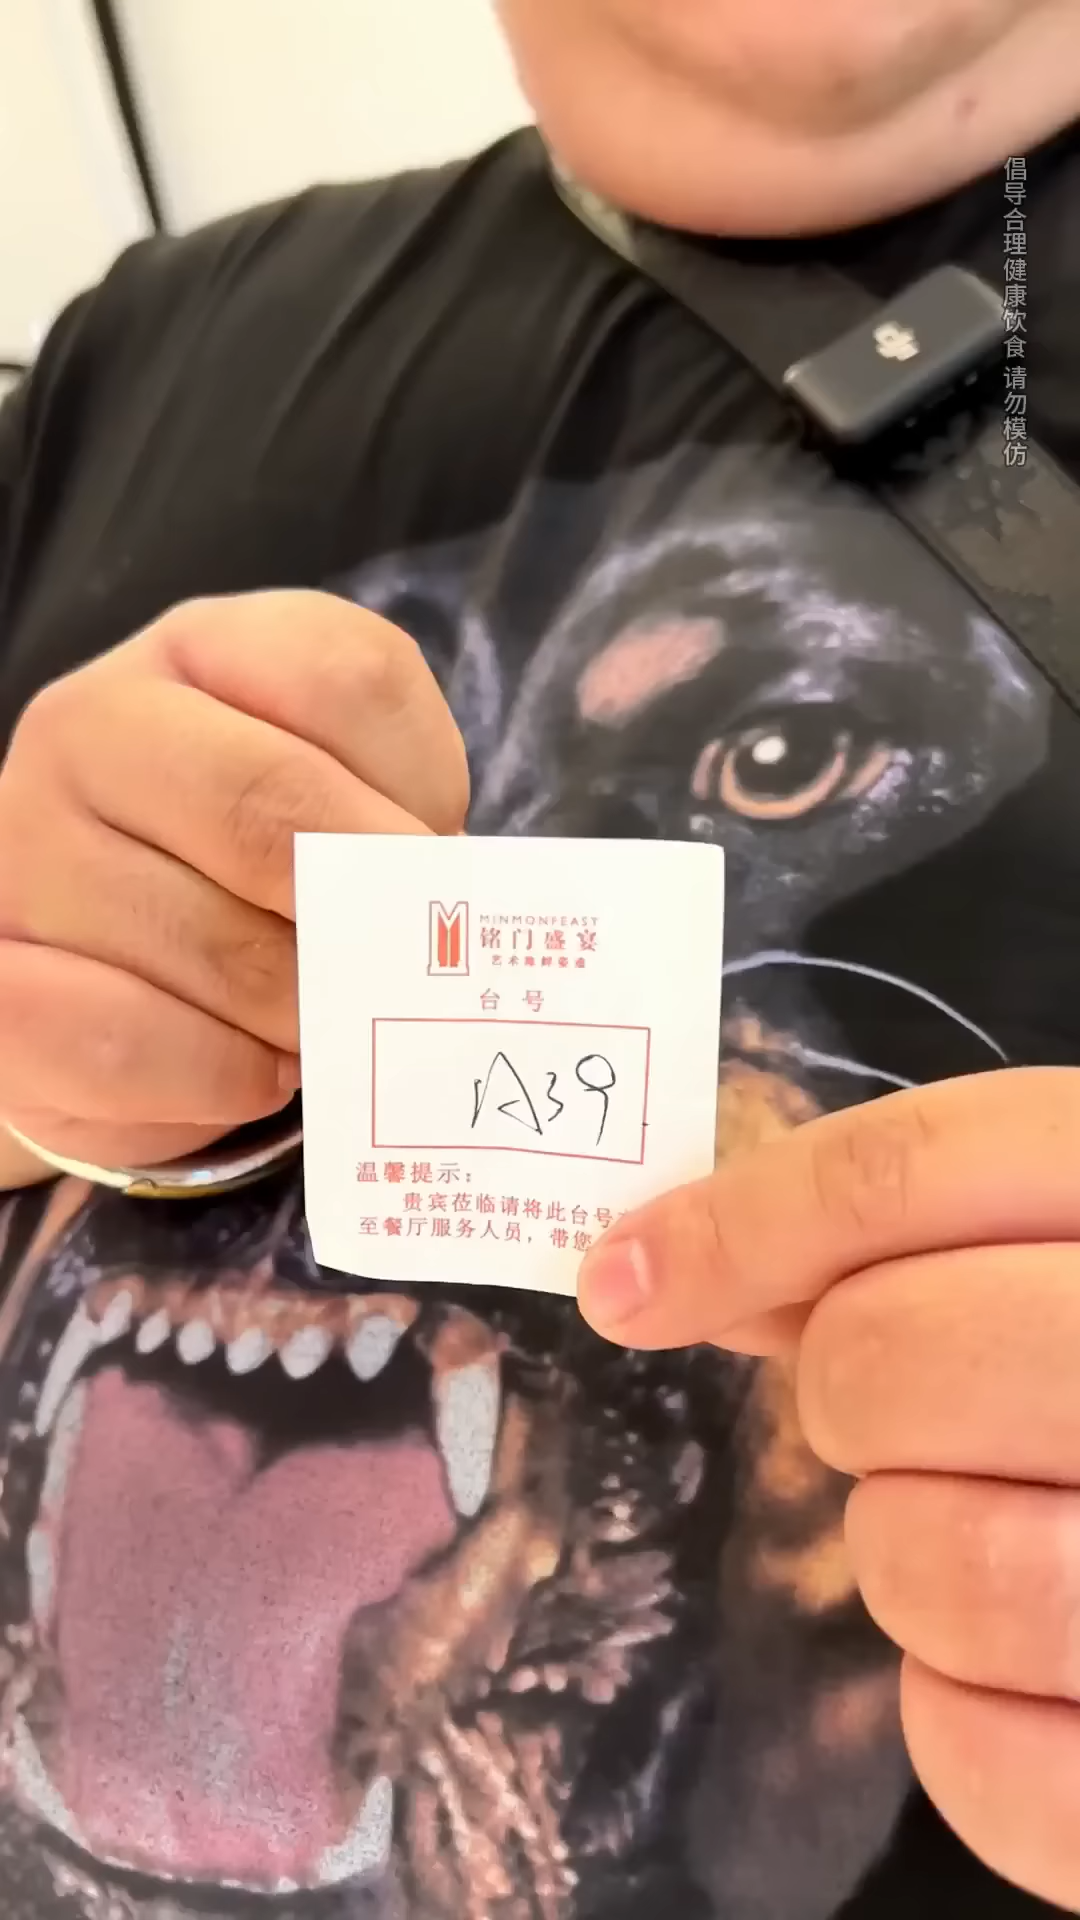 MINMONFEAST
铭门盛宴
艺术海鲜姿造
台号
A39
温馨提示：
贵宾莅临请将此台号
至餐厅服务人员，带您
倡导合理健康饮食 请勿模仿